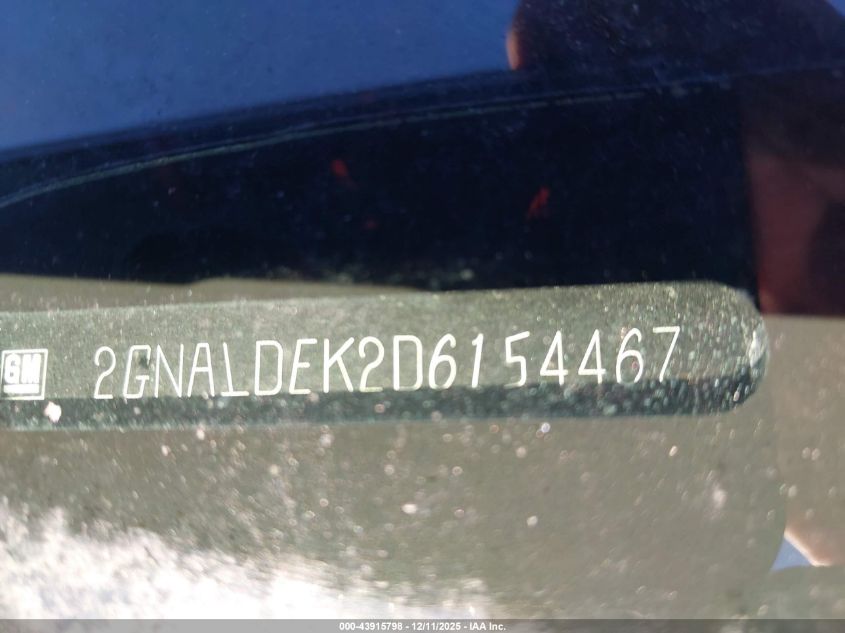 GM 2GNALDEK2D6154467
000-43915798 - 12/11/2025 - IAA Inc.